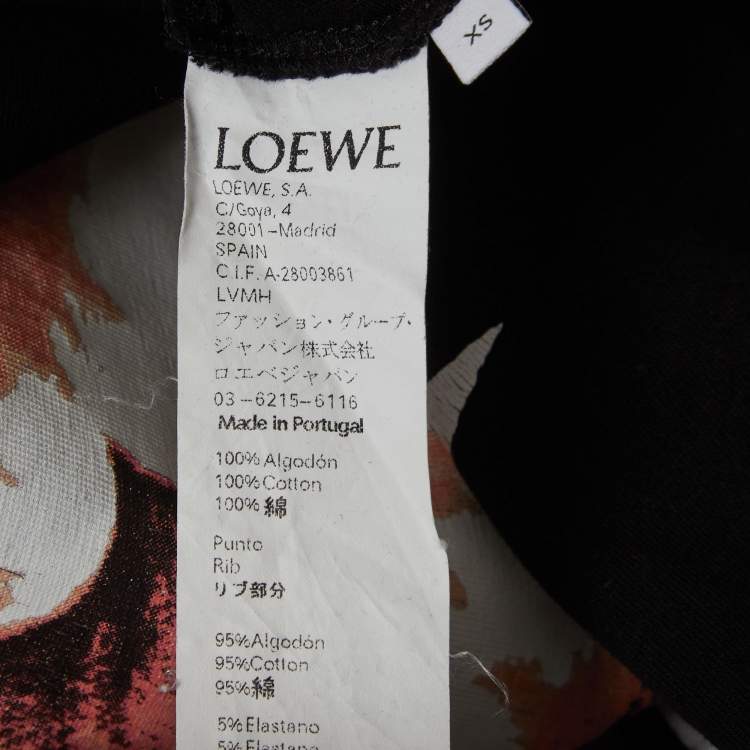 XS
LOEWE
LOEWE, S.A.
C/Goya, 4
28001-Madrid
SPAIN
C.I.F. A-28003861
LVMH
ファッション・グループ・
ジャパン株式会社
ロエベジャパン
03-6215-6116
Made in Portugal
100% Algodón
100% Cotton
100% 綿
Punto
Rib
リブ部分
95% Algodón
95% Cotton
95% 綿
5% Elastano
5% Elastane